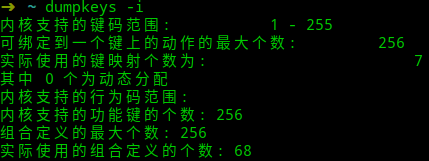 ➜ ~ dumpkeys -i
内核支持的键码范围: 1 - 255
可绑定到一个键上的动作的最大个数: 256
实际使用的键映射个数为: 7
其中 0 个为动态分配
内核支持的行为码范围:
内核支持的功能键的个数: 256
组合定义的最大个数: 256
实际使用的组合定义的个数: 68